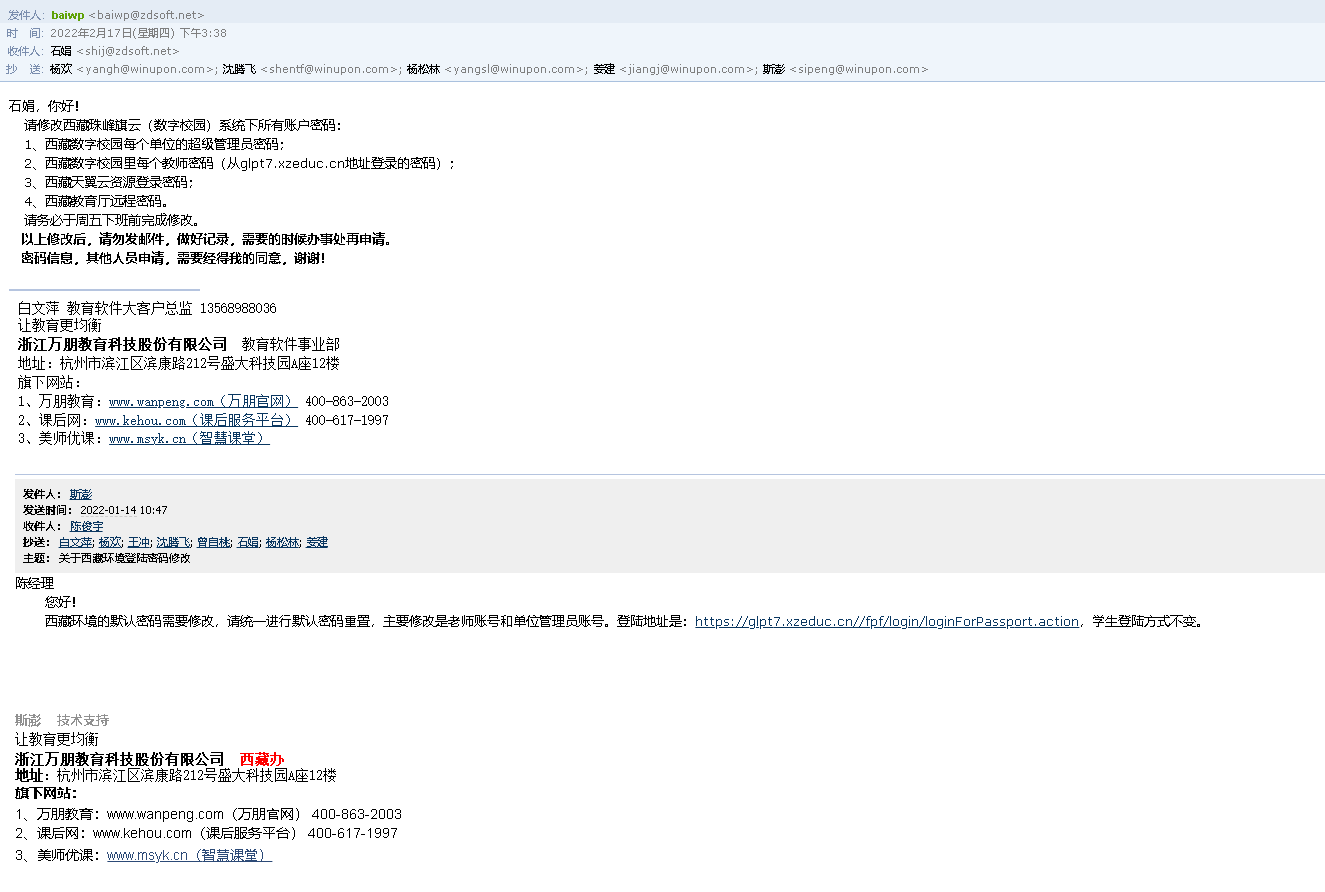 发件人: baiwp <baiwp@zdsoft.net>
时 间: 2022年2月17日(星期四) 下午3:38
收件人: 石娟 <shij@zdsoft.net>
抄 送: 杨欢 <yangh@winupon.com>; 沈腾飞 <shentf@winupon.com>; 杨松林 <yangsl@winupon.com>; 姜建 <jiangj@winupon.com>; 斯彭 <sipeng@winupon.com>
石娟，你好！
请修改西藏珠峰旗云（数字校园）系统下所有账户密码：
1、西藏数字校园每个单位的超级管理员密码；
2、西藏数字校园里每个教师密码（从glpt7.xzeduc.cn地址登录的密码）；
3、西藏天翼云资源登录密码；
4、西藏教育厅远程密码。
请务必于周五下班前完成修改。
以上修改后，请勿发邮件，做好记录，需要的时候办事处再申请。
密码信息，其他人员申请，需要经得我的同意，谢谢！
白文萍 教育软件大客户总监 13568988036
让教育更均衡
浙江万朋教育科技股份有限公司 教育软件事业部
地址：杭州市滨江区滨康路212号盛大科技园A座12楼
旗下网站：
1、万朋教育：www.wanpeng.com（万朋官网） 400-863-2003
2、课后网：www.kehou.com（课后服务平台） 400-617-1997
3、美师优课：www.msyk.cn（智慧课堂）
发件人： 斯彭
发送时间： 2022-01-14 10:47
收件人： 陈俊宇
抄送： 白文萍; 杨欢; 王冲; 沈腾飞; 曾自桃; 石娟; 杨松林; 姜建
主题： 关于西藏环境登陆密码修改
陈经理
您好！
西藏环境的默认密码需要修改，请统一进行默认密码重置，主要修改是老师账号和单位管理员账号。登陆地址是：https://glpt7.xzeduc.cn//fpf/login/loginForPassport.action，学生登陆方式不变。
斯彭 技术支持
让教育更均衡
浙江万朋教育科技股份有限公司 西藏办
地址：杭州市滨江区滨康路212号盛大科技园A座12楼
旗下网站：
1、万朋教育：www.wanpeng.com（万朋官网） 400-863-2003
2、课后网：www.kehou.com（课后服务平台） 400-617-1997
3、美师优课：www.msyk.cn（智慧课堂）